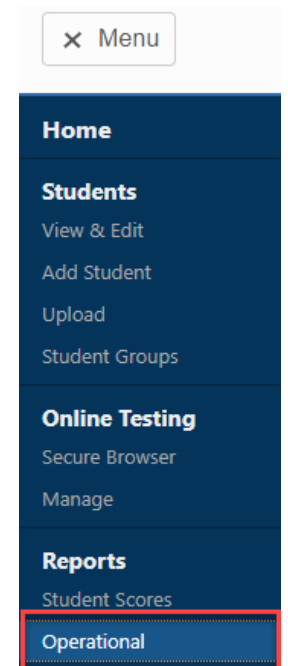 × Menu
Home
Students
View & Edit
Add Student
Upload
Student Groups
Online Testing
Secure Browser
Manage
Reports
Student Scores
Operational